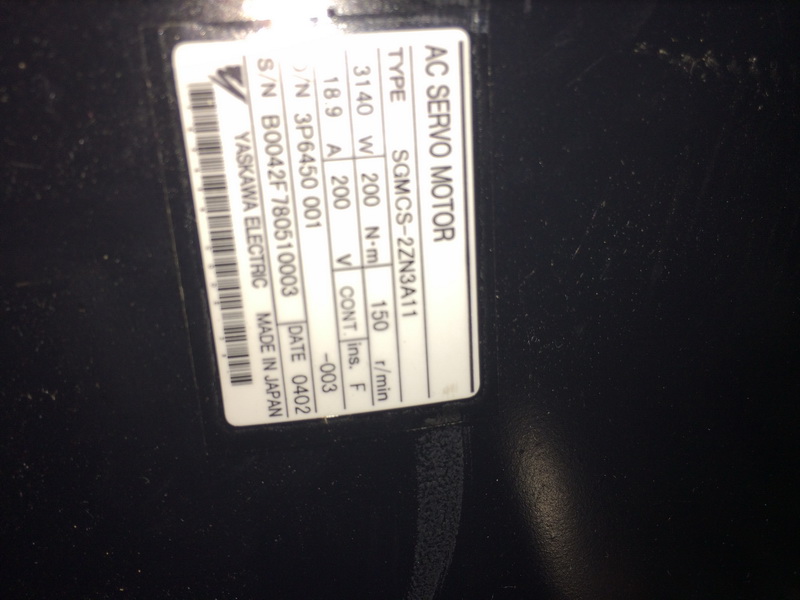 AC SERVO MOTOR
TYPE SGMCS-2ZN3A11
3140 W 200 N·m 150 r/min
18.9 A 200 V CONT. ins. F
O/N 3P6450 001 -003
S/N B0042F780510003 DATE 0402
YASKAWA ELECTRIC MADE IN JAPAN